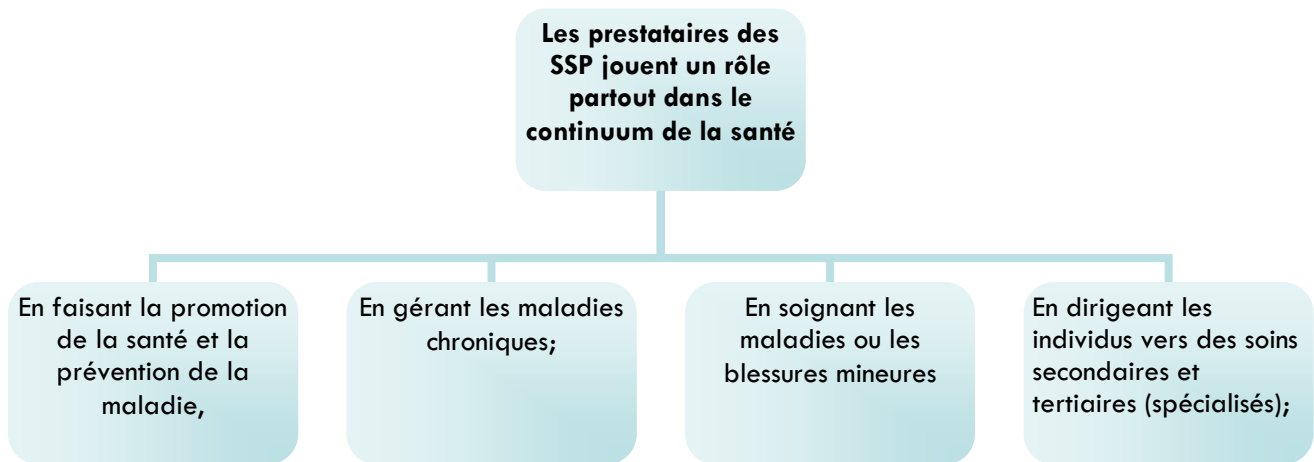 Les prestataires des
SSP jouent un rôle
partout dans le
continuum de la santé
En faisant la promotion
de la santé et la
prévention de la
maladie,
En gérant les maladies
chroniques;
En soignant les
maladies ou les
blessures mineures
En dirigeant les
individus vers des soins
secondaires et
tertiaires (spécialisés);